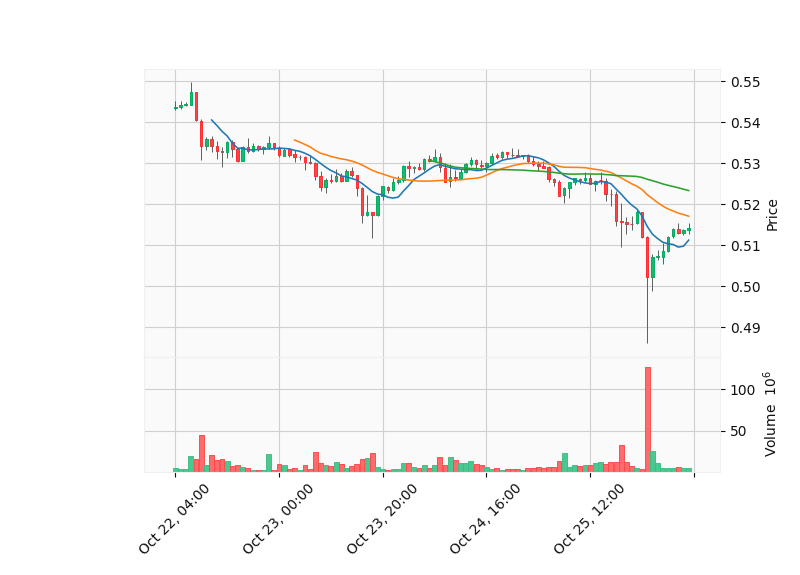 0.55
0.54
0.53
0.52
0.51
0.50
0.49
Price
100
50
Volume 10⁶
Oct 22, 04:00
Oct 23, 00:00
Oct 23, 20:00
Oct 24, 16:00
Oct 25, 12:00